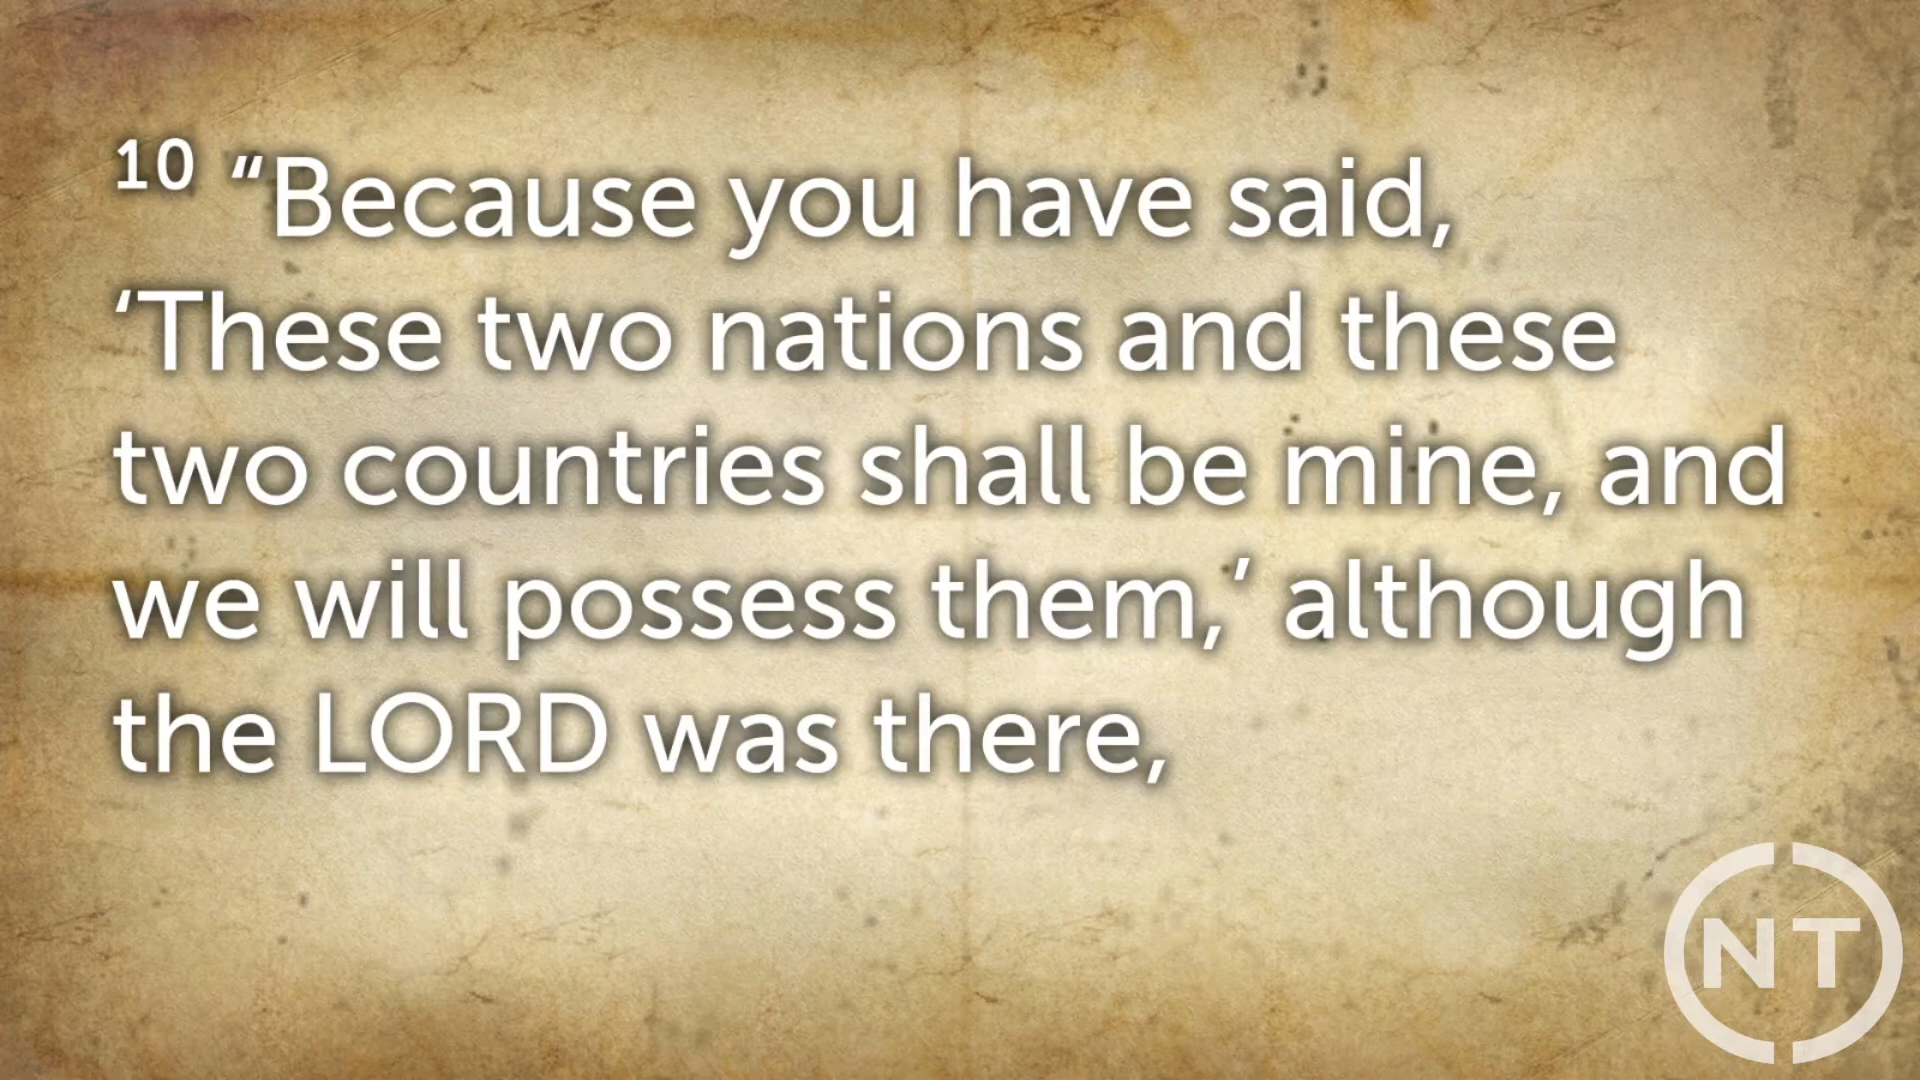 10 “Because you have said,
‘These two nations and these
two countries shall be mine, and
we will possess them,’ although
the LORD was there,
NT